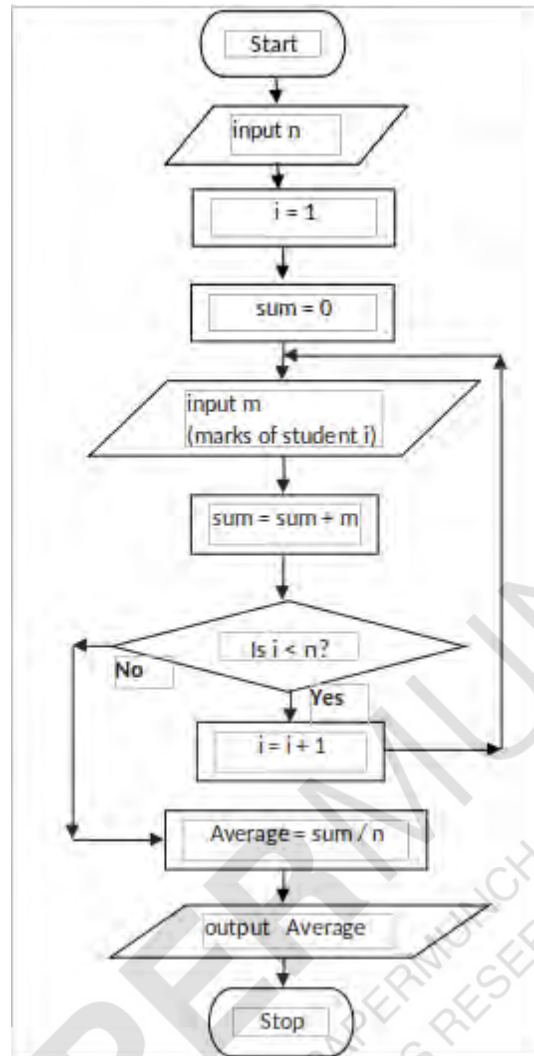 Start
input n
i = 1
sum = 0
input m
(marks of student i)
sum = sum + m
Is i < n?
No
Yes
i = i + 1
Average = sum / n
output Average
Stop